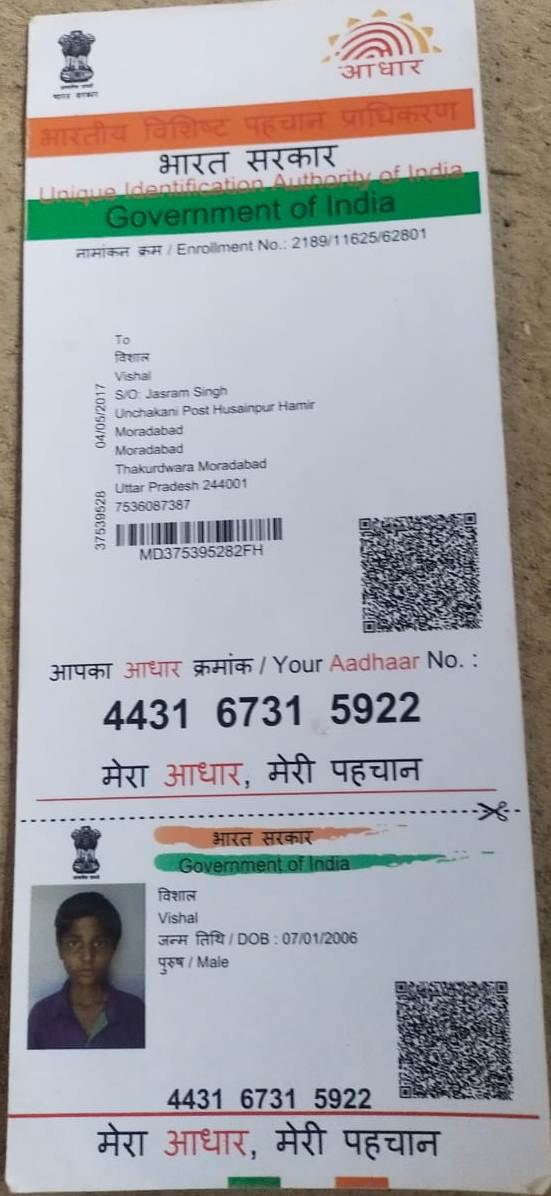 भारत सरकार
आधार
भारतीय विशिष्ट पहचान प्राधिकरण
भारत सरकार
Unique Identification Authority of India
Government of India
नामांकन क्रम / Enrollment No.: 2189/11625/62801
To
विशाल
Vishal
S/O: Jasram Singh
Unchakani Post Husainpur Hamir
Moradabad
Moradabad
Thakurdwara Moradabad
Uttar Pradesh 244001
7536087387
37539528 04/05/2017
MD375395282FH
आपका आधार क्रमांक / Your Aadhaar No. :
4431 6731 5922
मेरा आधार, मेरी पहचान
भारत सरकार
Government of India
विशाल
Vishal
जन्म तिथि / DOB : 07/01/2006
पुरुष / Male
4431 6731 5922
मेरा आधार, मेरी पहचान